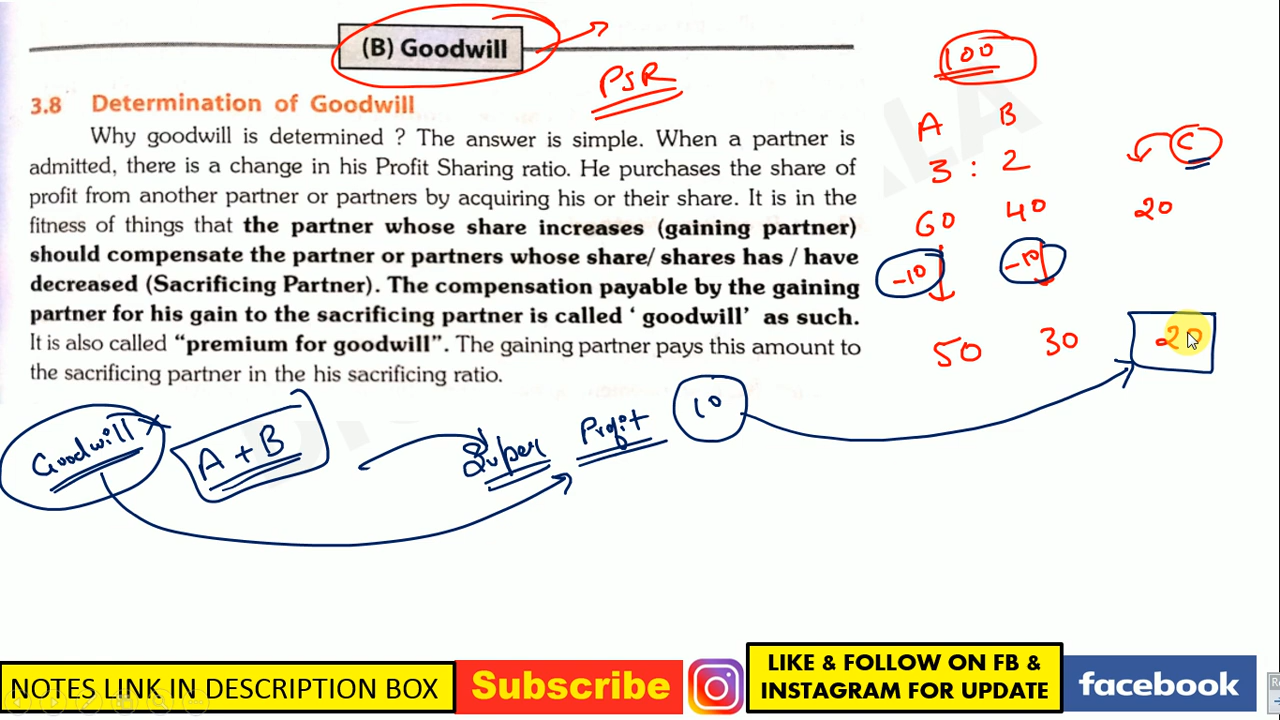 (B) Goodwill
PSR
3.8 Determination of Goodwill
Why goodwill is determined ? The answer is simple. When a partner is
admitted, there is a change in his Profit Sharing ratio. He purchases the share of
profit from another partner or partners by acquiring his or their share. It is in the
fitness of things that the partner whose share increases (gaining partner)
should compensate the partner or partners whose share/ shares has / have
decreased (Sacrificing Partner). The compensation payable by the gaining
partner for his gain to the sacrificing partner is called ‘ goodwill’ as such.
It is also called “premium for goodwill”. The gaining partner pays this amount to
the sacrificing partner in the his sacrificing ratio.
100
A B C
3 : 2
60 40 20
-10 -10
50 30 20
Goodwill A + B Super Profit 10
NOTES LINK IN DESCRIPTION BOX
Subscribe
LIKE & FOLLOW ON FB &
INSTAGRAM FOR UPDATE
facebook